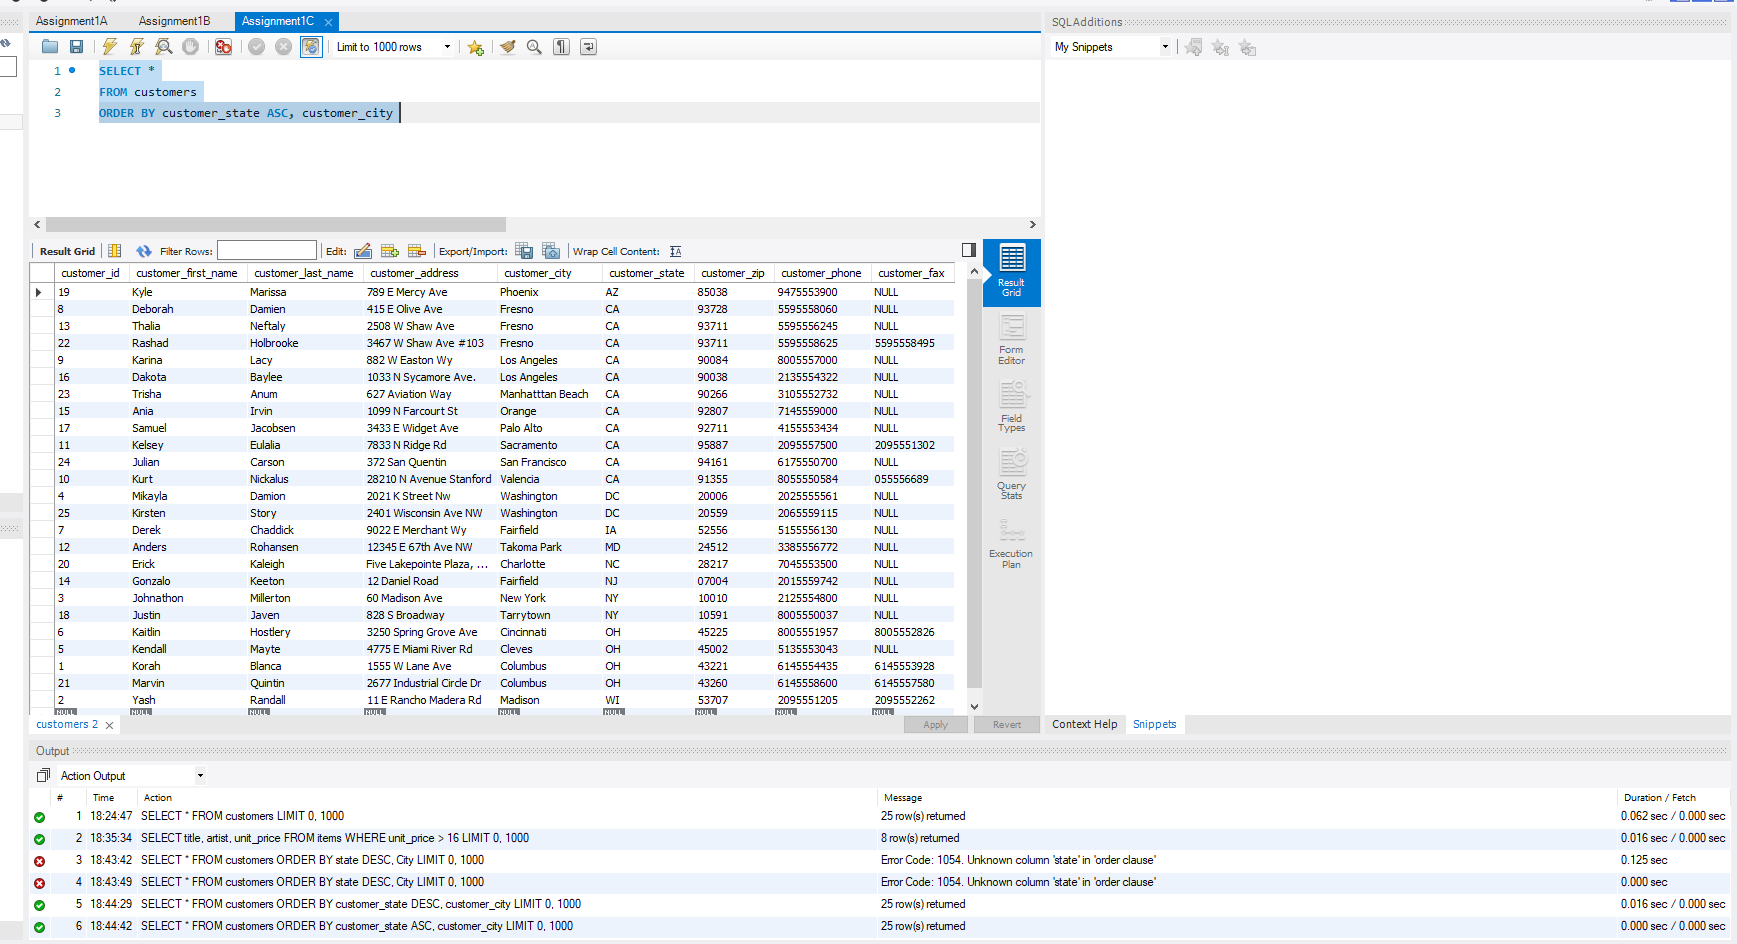 Assignment1A Assignment1B Assignment1C
Limit to 1000 rows
1 SELECT *
2 FROM customers
3 ORDER BY customer_state ASC, customer_city
Result Grid Filter Rows: Edit: Export/Import: Wrap Cell Content:
customer_id customer_first_name customer_last_name customer_address customer_city customer_state customer_zip customer_phone customer_fax
19 Kyle Marissa 789 E Mercy Ave Phoenix AZ 85038 9475553900 NULL
8 Deborah Damien 415 E Olive Ave Fresno CA 93728 5595558060 NULL
13 Thalia Neftaly 2508 W Shaw Ave Fresno CA 93711 5595556245 NULL
22 Rashad Holbrooke 3467 W Shaw Ave #103 Fresno CA 93711 5595558625 5595558495
9 Karina Lacy 882 W Easton Wy Los Angeles CA 90084 8005557000 NULL
16 Dakota Baylee 1033 N Sycamore Ave. Los Angeles CA 90038 2135554322 NULL
23 Trisha Anum 627 Aviation Way Manhatttan Beach CA 90266 3105552732 NULL
15 Ania Irvin 1099 N Farcourt St Orange CA 92807 7145559000 NULL
17 Samuel Jacobsen 3433 E Widget Ave Palo Alto CA 92711 4155553434 NULL
11 Kelsey Eulalia 7833 N Ridge Rd Sacramento CA 95887 2095557500 2095551302
24 Julian Carson 372 San Quentin San Francisco CA 94161 6175550700 NULL
10 Kurt Nickalus 28210 N Avenue Stanford Valencia CA 91355 8055550584 055556689
4 Mikayla Damion 2021 K Street Nw Washington DC 20006 2025555561 NULL
25 Kirsten Story 2401 Wisconsin Ave NW Washington DC 20559 2065559115 NULL
7 Derek Chaddick 9022 E Merchant Wy Fairfield IA 52556 5155556130 NULL
12 Anders Rohansen 12345 E 67th Ave NW Takoma Park MD 24512 3385556772 NULL
20 Erick Kaleigh Five Lakepointe Plaza, ... Charlotte NC 28217 7045553500 NULL
14 Gonzalo Keeton 12 Daniel Road Fairfield NJ 07004 2015559742 NULL
3 Johnathon Millerton 60 Madison Ave New York NY 10010 2125554800 NULL
18 Justin Javen 828 S Broadway Tarrytown NY 10591 8005550037 NULL
6 Kaitlin Hostlery 3250 Spring Grove Ave Cincinnati OH 45225 8005551957 8005552826
5 Kendall Mayte 4775 E Miami River Rd Cleves OH 45002 5135553043 NULL
1 Korah Blanca 1555 W Lane Ave Columbus OH 43221 6145554435 6145553928
21 Marvin Quintin 2677 Industrial Circle Dr Columbus OH 43260 6145558600 6145557580
2 Yash Randall 11 E Rancho Madera Rd Madison WI 53707 2095551205 2095552262
NULL NULL NULL NULL NULL NULL NULL NULL NULL
Result
Grid
Form
Editor
Field
Types
Query
Stats
Execution
Plan
customers 2 Apply Revert
SQLAdditions
My Snippets
Context Help Snippets
Output
Action Output
# Time Action Message Duration / Fetch
1 18:24:47 SELECT * FROM customers LIMIT 0, 1000 25 row(s) returned 0.062 sec / 0.000 sec
2 18:35:34 SELECT title, artist, unit_price FROM items WHERE unit_price > 16 LIMIT 0, 1000 8 row(s) returned 0.016 sec / 0.000 sec
3 18:43:42 SELECT * FROM customers ORDER BY state DESC, City LIMIT 0, 1000 Error Code: 1054. Unknown column 'state' in 'order clause' 0.125 sec
4 18:43:49 SELECT * FROM customers ORDER BY state DESC, City LIMIT 0, 1000 Error Code: 1054. Unknown column 'state' in 'order clause' 0.000 sec
5 18:44:29 SELECT * FROM customers ORDER BY customer_state DESC, customer_city LIMIT 0, 1000 25 row(s) returned 0.016 sec / 0.000 sec
6 18:44:42 SELECT * FROM customers ORDER BY customer_state ASC, customer_city LIMIT 0, 1000 25 row(s) returned 0.000 sec / 0.000 sec